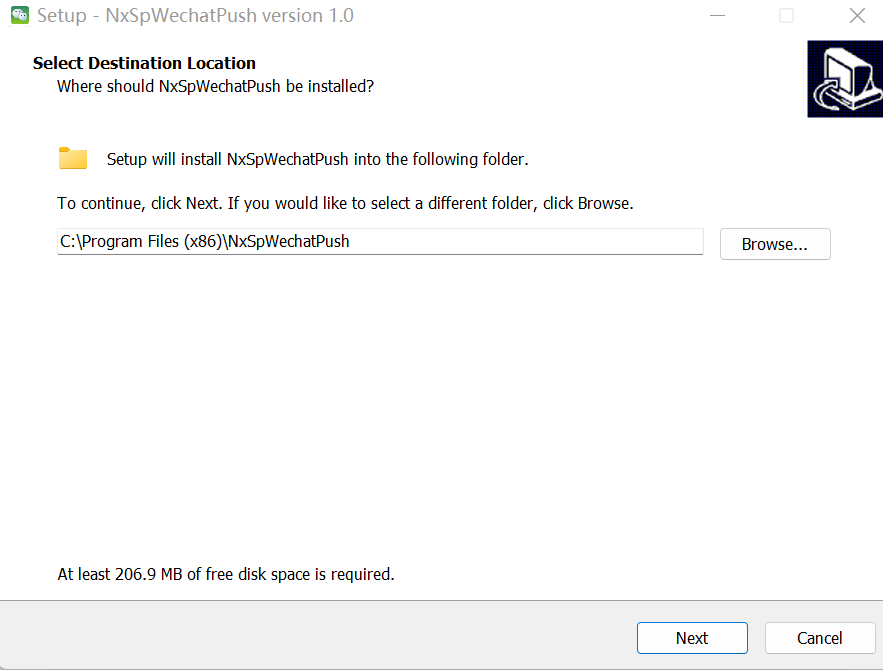 Setup - NxSpWechatPush version 1.0
Select Destination Location
Where should NxSpWechatPush be installed?
Setup will install NxSpWechatPush into the following folder.
To continue, click Next. If you would like to select a different folder, click Browse.
C:\Program Files (x86)\NxSpWechatPush
Browse...
At least 206.9 MB of free disk space is required.
Next
Cancel